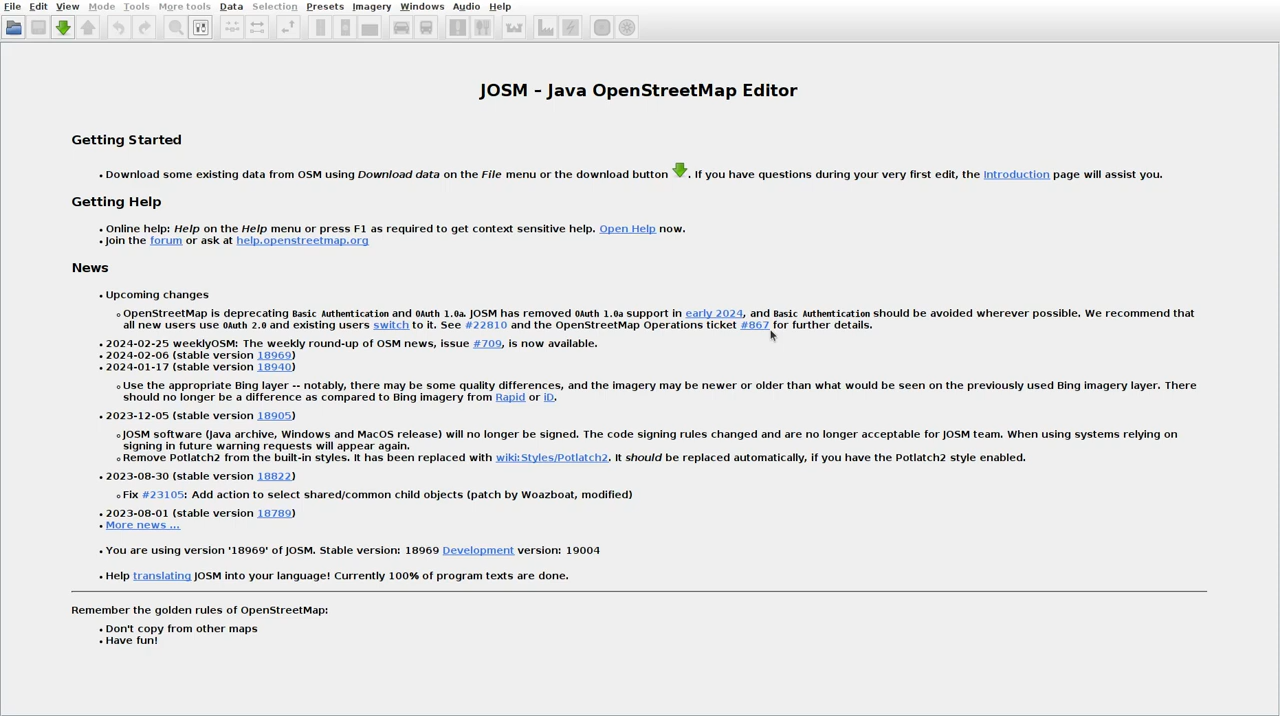 File Edit View Mode Tools More tools Data Selection Presets Imagery Windows Audio Help
JOSM – Java OpenStreetMap Editor
Getting Started
Download some existing data from OSM using Download data on the File menu or the download button . If you have questions during your very first edit, the Introduction page will assist you.
Getting Help
Online help: Help on the Help menu or press F1 as required to get context sensitive help. Open Help now.
Join the forum or ask at help.openstreetmap.org
News
Upcoming changes
OpenStreetMap is deprecating Basic Authentication and OAuth 1.0a. JOSM has removed OAuth 1.0a support in early 2024, and Basic Authentication should be avoided wherever possible. We recommend that
all new users use OAuth 2.0 and existing users switch to it. See #22810 and the OpenStreetMap Operations ticket #867 for further details.
2024-02-25 weeklyOSM: The weekly round-up of OSM news, issue #709, is now available.
2024-02-06 (stable version 18969)
2024-01-17 (stable version 18940)
Use the appropriate Bing layer -- notably, there may be some quality differences, and the imagery may be newer or older than what would be seen on the previously used Bing imagery layer. There
should no longer be a difference as compared to Bing imagery from Rapid or iD.
2023-12-05 (stable version 18905)
JOSM software (Java archive, Windows and MacOS release) will no longer be signed. The code signing rules changed and are no longer acceptable for JOSM team. When using systems relying on
signing in future warning requests will appear again.
Remove Potlatch2 from the built-in styles. It has been replaced with wiki:Styles/Potlatch2. It should be replaced automatically, if you have the Potlatch2 style enabled.
2023-08-30 (stable version 18822)
Fix #23105: Add action to select shared/common child objects (patch by Woazboat, modified)
2023-08-01 (stable version 18789)
More news ...
You are using version '18969' of JOSM. Stable version: 18969 Development version: 19004
Help translating JOSM into your language! Currently 100% of program texts are done.
Remember the golden rules of OpenStreetMap:
Don't copy from other maps
Have fun!